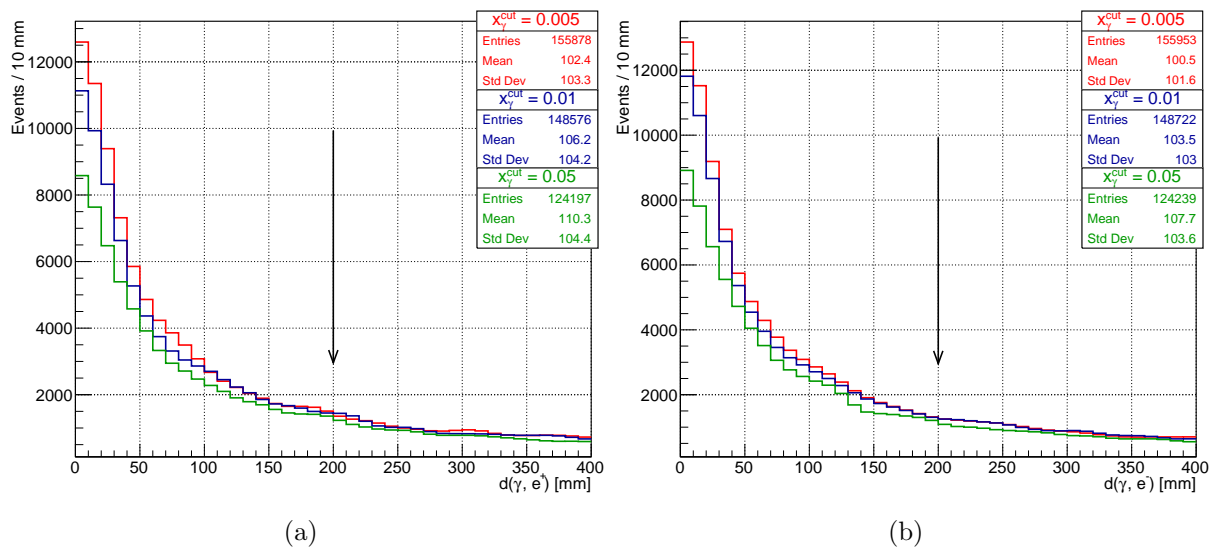 x_γ^cut = 0.005
Entries 155878
Mean 102.4
Std Dev 103.3
x_γ^cut = 0.01
Entries 148576
Mean 106.2
Std Dev 104.2
x_γ^cut = 0.05
Entries 124197
Mean 110.3
Std Dev 104.4
Events / 10 mm
12000
10000
8000
6000
4000
2000
0 50 100 150 200 250 300 350 400
d(γ, e⁺) [mm]
(a)
x_γ^cut = 0.005
Entries 155953
Mean 100.5
Std Dev 101.6
x_γ^cut = 0.01
Entries 148722
Mean 103.5
Std Dev 103
x_γ^cut = 0.05
Entries 124239
Mean 107.7
Std Dev 103.6
Events / 10 mm
12000
10000
8000
6000
4000
2000
0 50 100 150 200 250 300 350 400
d(γ, e⁻) [mm]
(b)